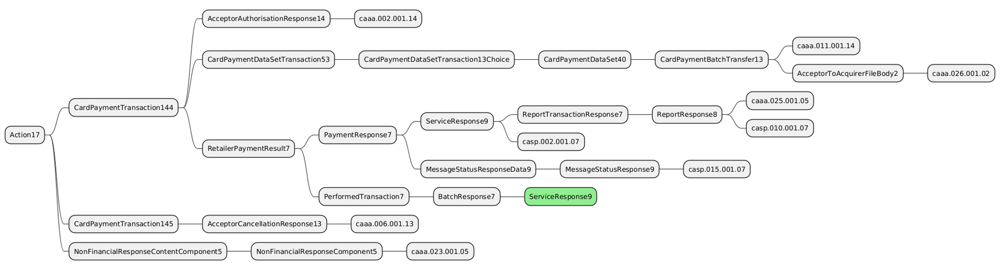 Action17
CardPaymentTransaction144
AcceptorAuthorisationResponse14
caaa.002.001.14
CardPaymentDataSetTransaction53
CardPaymentDataSetTransaction13Choice
CardPaymentDataSet40
CardPaymentBatchTransfer13
caaa.011.001.14
AcceptorToAcquirerFileBody2
caaa.026.001.02
RetailerPaymentResult7
PaymentResponse7
ServiceResponse9
ReportTransactionResponse7
ReportResponse8
caaa.025.001.05
casp.010.001.07
casp.002.001.07
MessageStatusResponseData9
MessageStatusResponse9
casp.015.001.07
PerformedTransaction7
BatchResponse7
ServiceResponse9
CardPaymentTransaction145
AcceptorCancellationResponse13
caaa.006.001.13
NonFinancialResponseContentComponent5
NonFinancialResponseComponent5
caaa.023.001.05